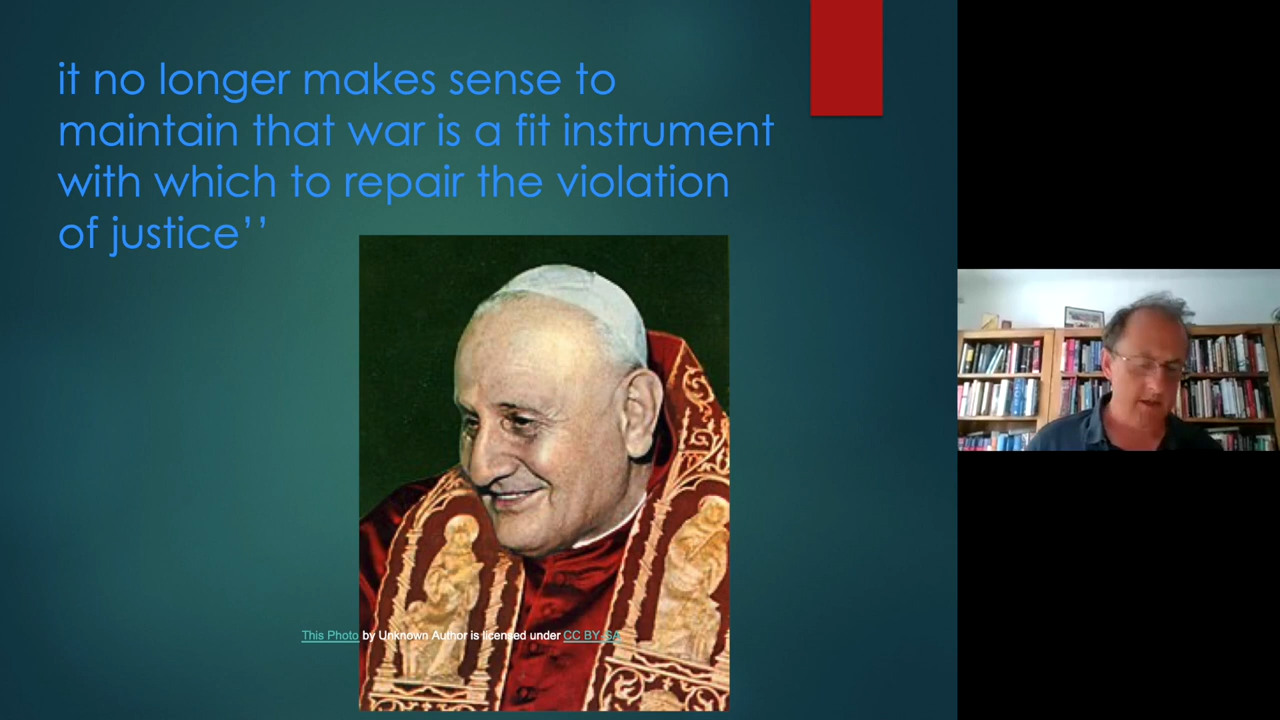 it no longer makes sense to
maintain that war is a fit instrument
with which to repair the violation
of justice’’
This Photo by Unknown Author is licensed under CC BY-SA